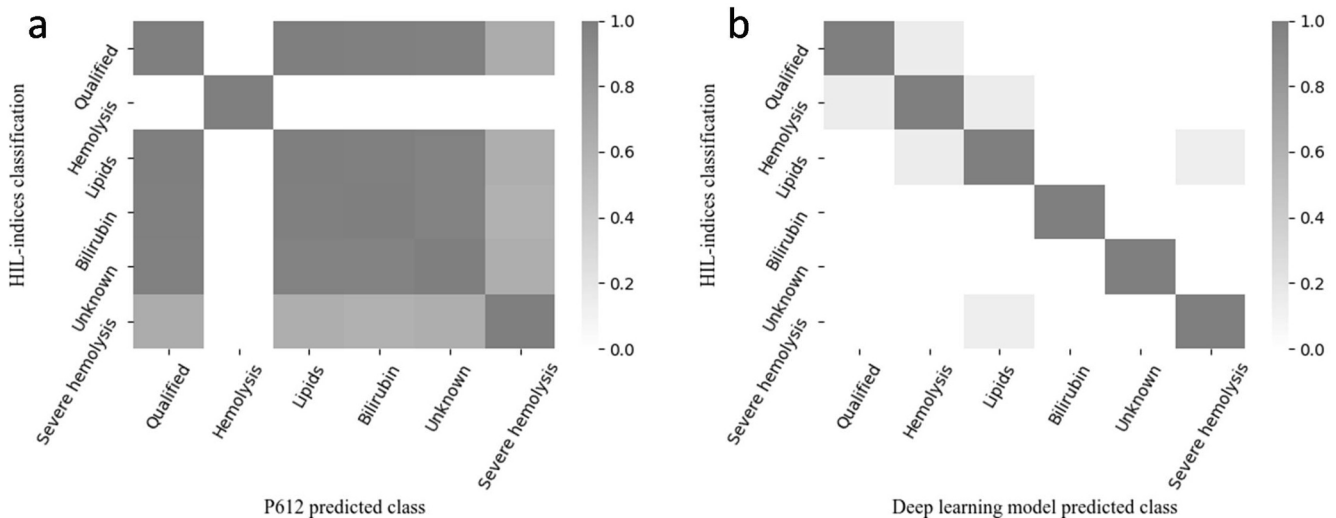 a
HIL-indices classification
Qualified
Hemolysis
Lipids
Bilirubin
Unknown
Severe hemolysis
1.0
0.8
0.6
0.4
0.2
0.0
Qualified
Hemolysis
Lipids
Bilirubin
Unknown
Severe hemolysis
P612 predicted class
b
HIL-indices classification
Qualified
Hemolysis
Lipids
Bilirubin
Unknown
Severe hemolysis
1.0
0.8
0.6
0.4
0.2
0.0
Qualified
Hemolysis
Lipids
Bilirubin
Unknown
Severe hemolysis
Deep learning model predicted class